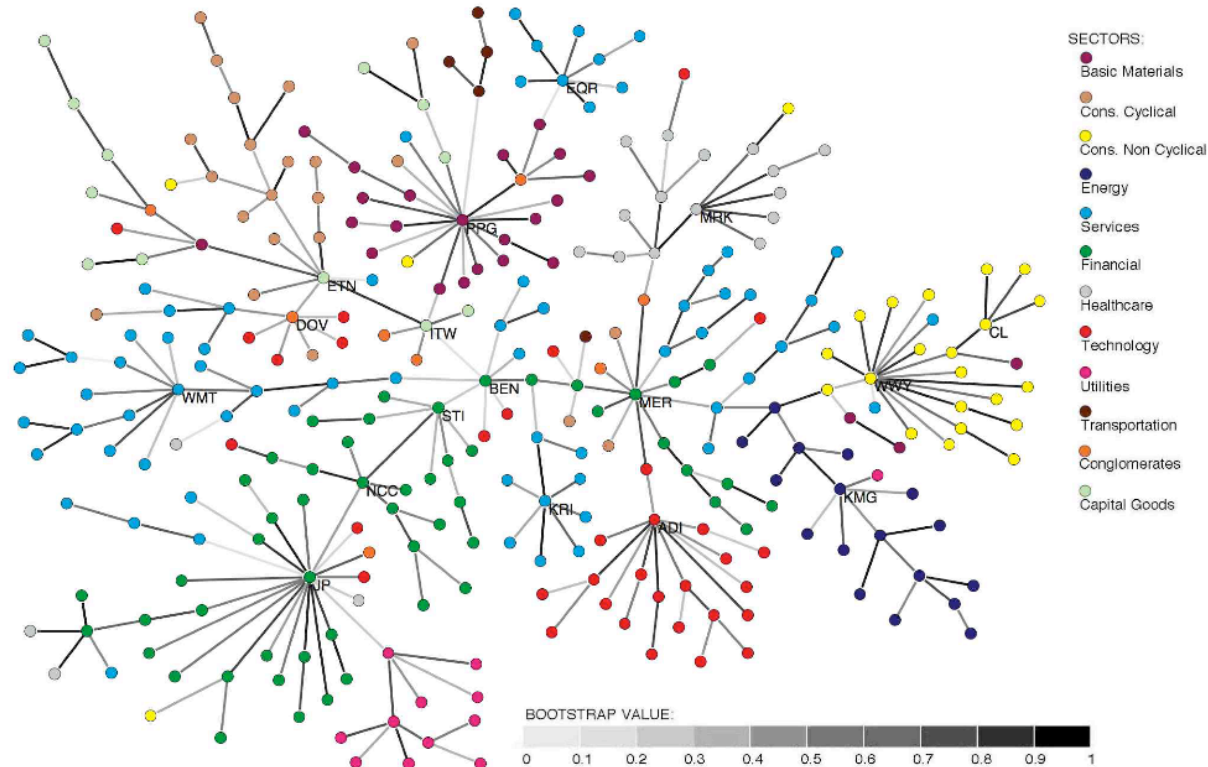 SECTORS:
Basic Materials
Cons. Cyclical
Cons. Non Cyclical
Energy
Services
Financial
Healthcare
Technology
Utilities
Transportation
Conglomerates
Capital Goods
EQR
MRK
PPG
ETN
DOV
ITW
CL
WMT
BEN
MER
WWY
STI
NCC
KRI
KMG
ADI
JP
BOOTSTRAP VALUE:
0 0.1 0.2 0.3 0.4 0.5 0.6 0.7 0.8 0.9 1